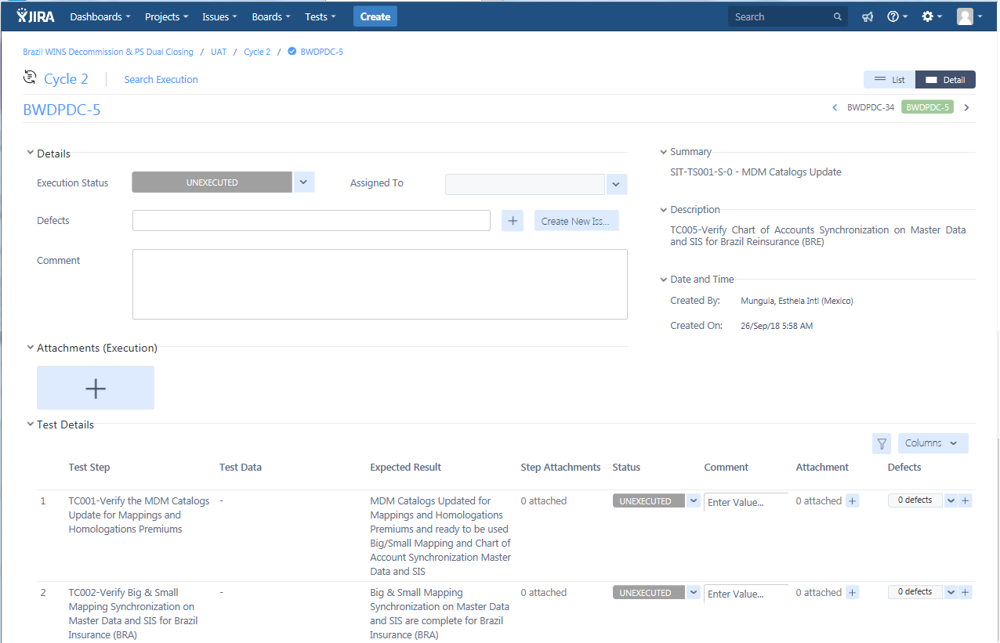 JIRA Dashboards Projects Issues Boards Tests Create Search
Brazil WINS Decommission & PS Dual Closing / UAT / Cycle 2 / BWDPDC-5
Cycle 2 Search Execution List Detail
BWDPDC-5 BWDPDC-34 BWDPDC-5
Details
Execution Status UNEXECUTED Assigned To
Defects + Create New Iss...
Comment
Summary
SIT-TS001-S-0 - MDM Catalogs Update
Description
TC005-Verify Chart of Accounts Synchronization on Master Data
and SIS for Brazil Reinsurance (BRE)
Date and Time
Created By: Munguia, Esthela Intl (Mexico)
Created On: 26/Sep/18 5:58 AM
Attachments (Execution)
+
Test Details
Columns
Test Step Test Data Expected Result Step Attachments Status Comment Attachment Defects
1
TC001-Verify the MDM Catalogs
Update for Mappings and
Homologations Premiums
-
MDM Catalogs Updated for
Mappings and Homologations
Premiums and ready to be used
Big/Small Mapping and Chart of
Account Synchronization Master
Data and SIS
0 attached UNEXECUTED Enter Value... 0 attached + 0 defects +
2
TC002-Verify Big & Small
Mapping Synchronization on
Master Data and SIS for Brazil
Insurance (BRA)
-
Big & Small Mapping
Synchronization on Master Data
and SIS are complete for Brazil
Insurance (BRA)
0 attached UNEXECUTED Enter Value... 0 attached + 0 defects +